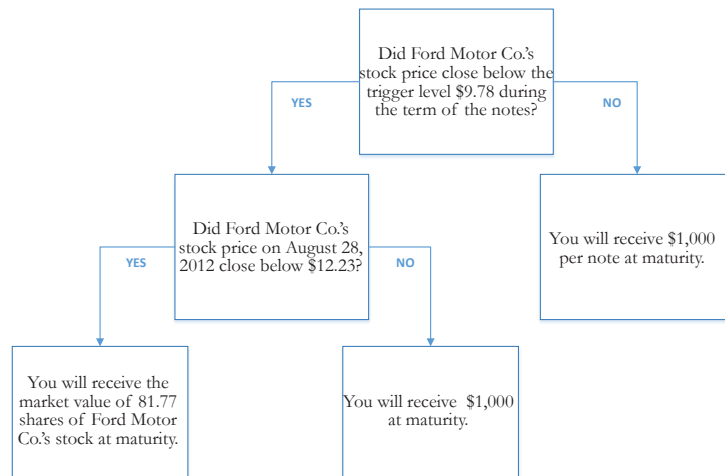 Did Ford Motor Co.'s
stock price close below the
trigger level $9.78 during
the term of the notes?
YES
NO
Did Ford Motor Co.'s
stock price on August 28,
2012 close below $12.23?
You will receive $1,000
per note at maturity.
YES
NO
You will receive the
market value of 81.77
shares of Ford Motor
Co.'s stock at maturity.
You will receive $1,000
at maturity.